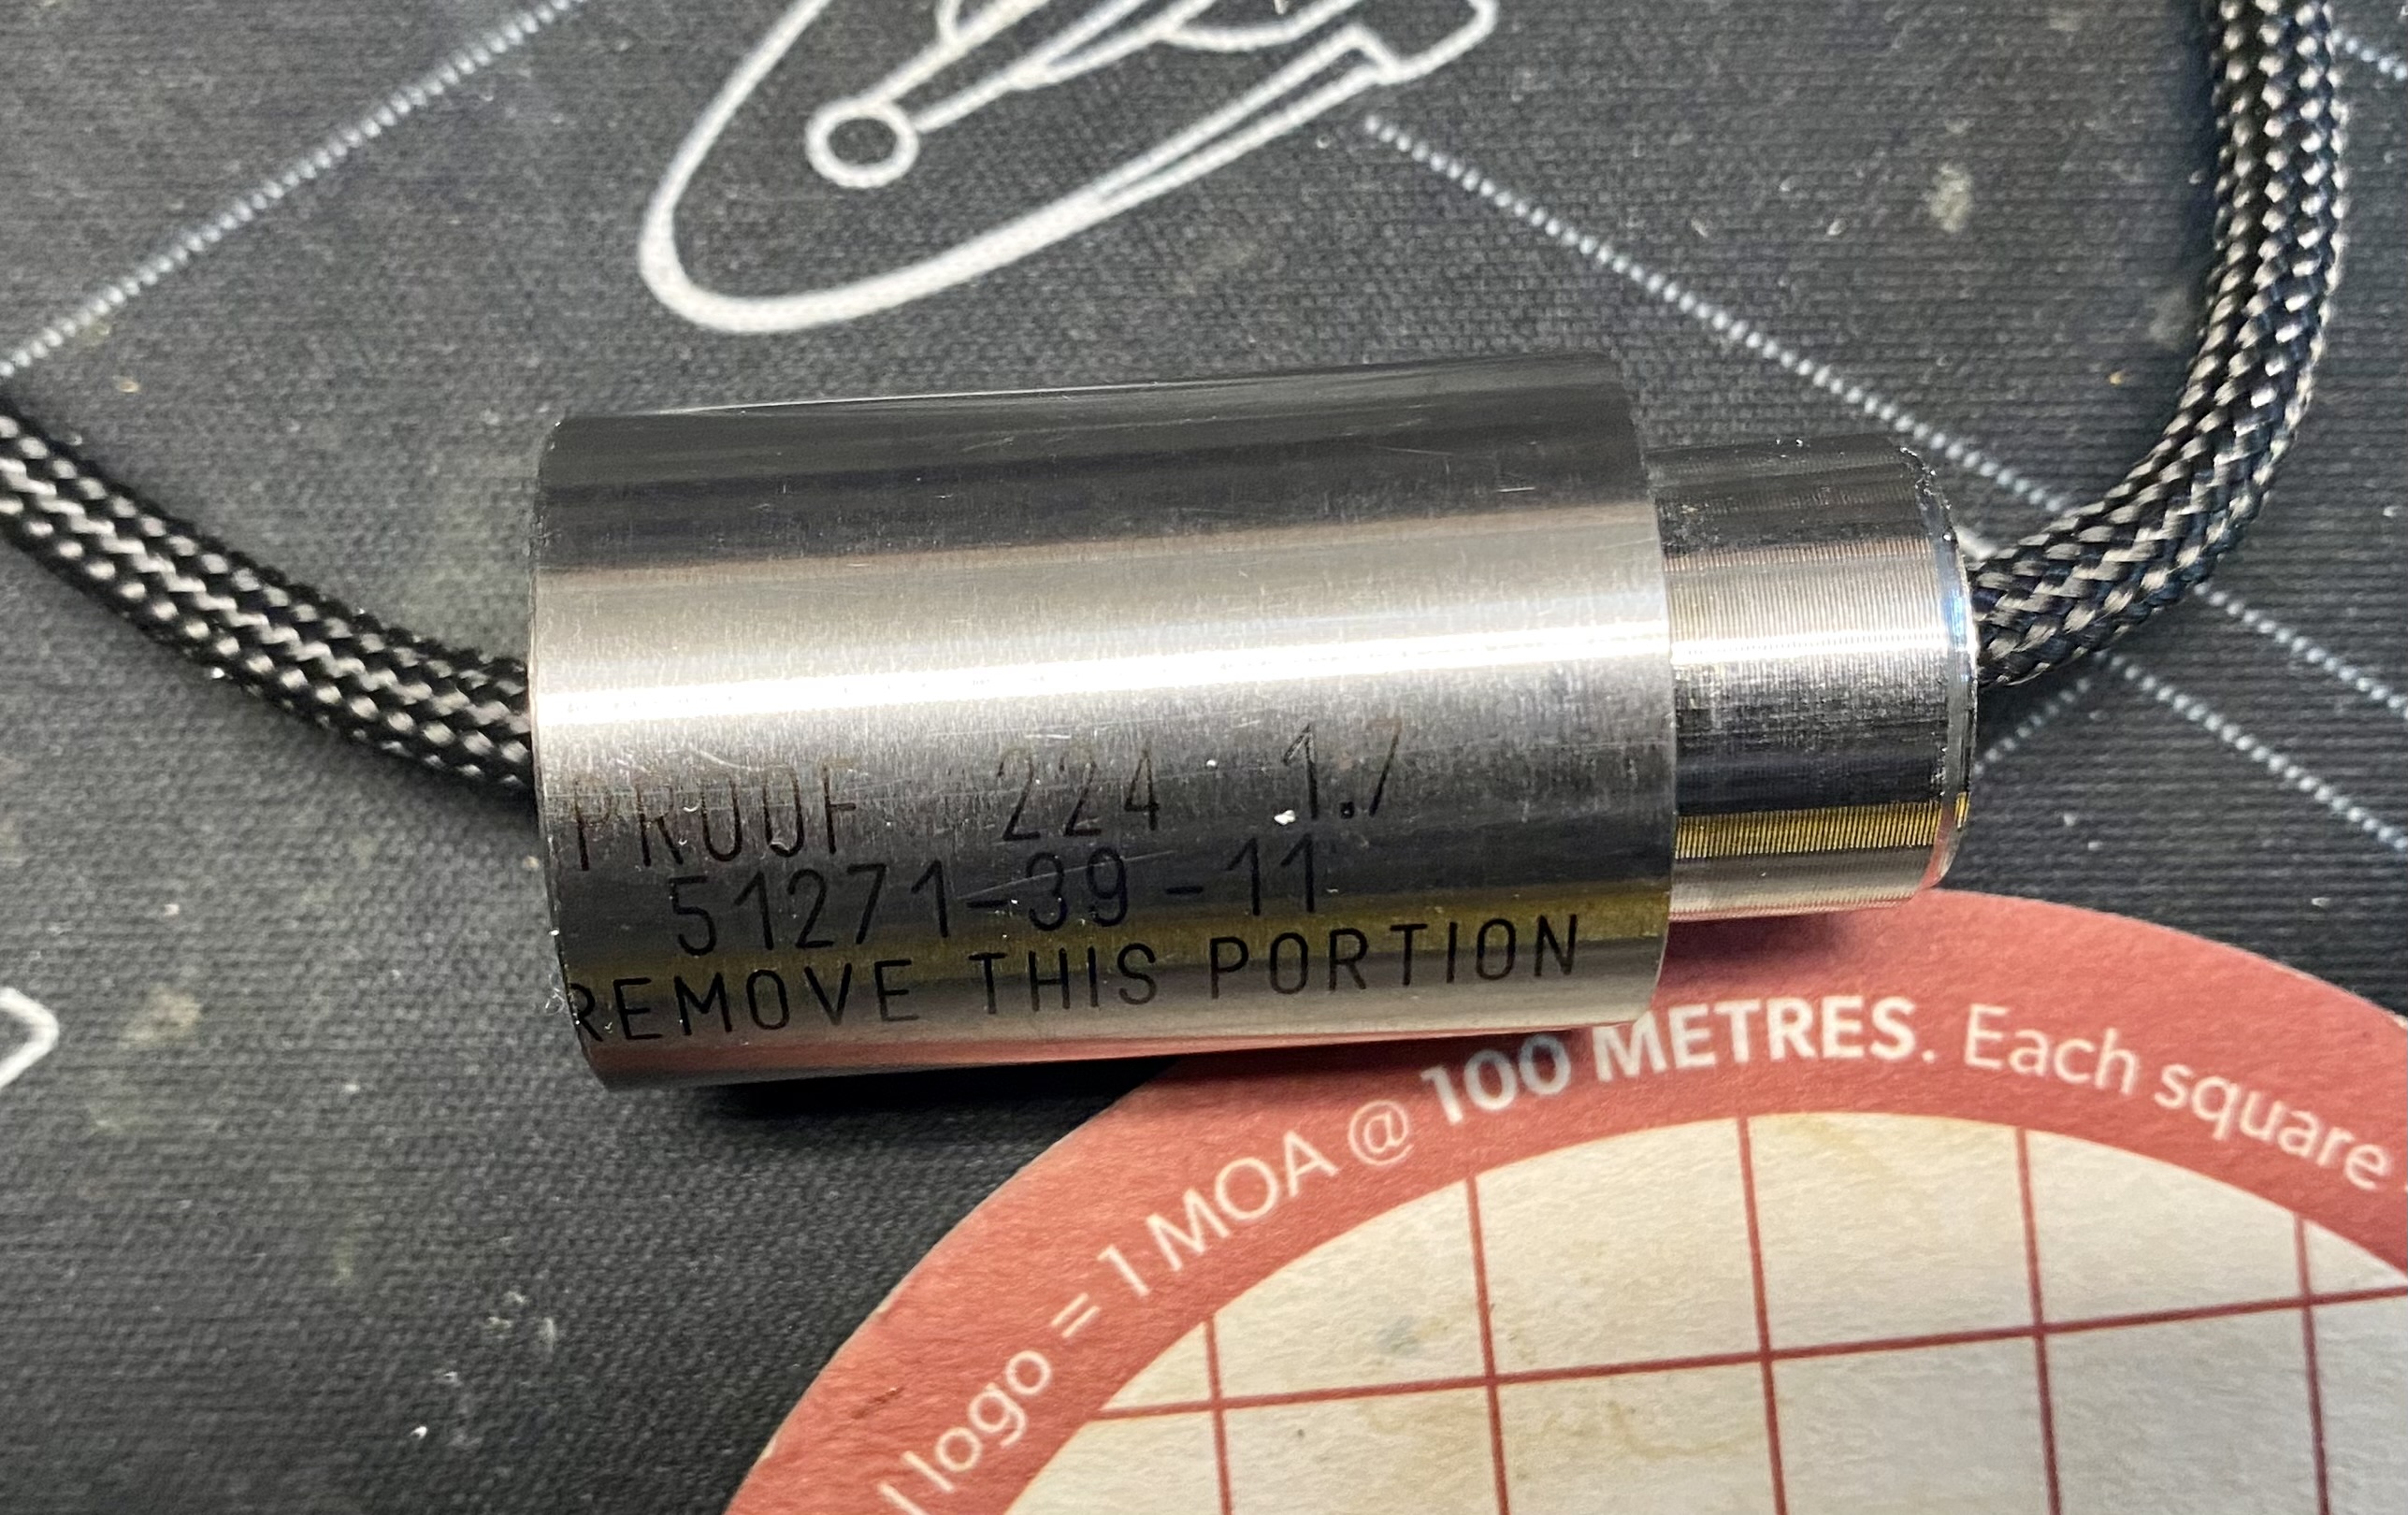 PROOF 224 1.7
51271-39-11
REMOVE THIS PORTION
logo = 1 MOA @ 100 METRES. Each square